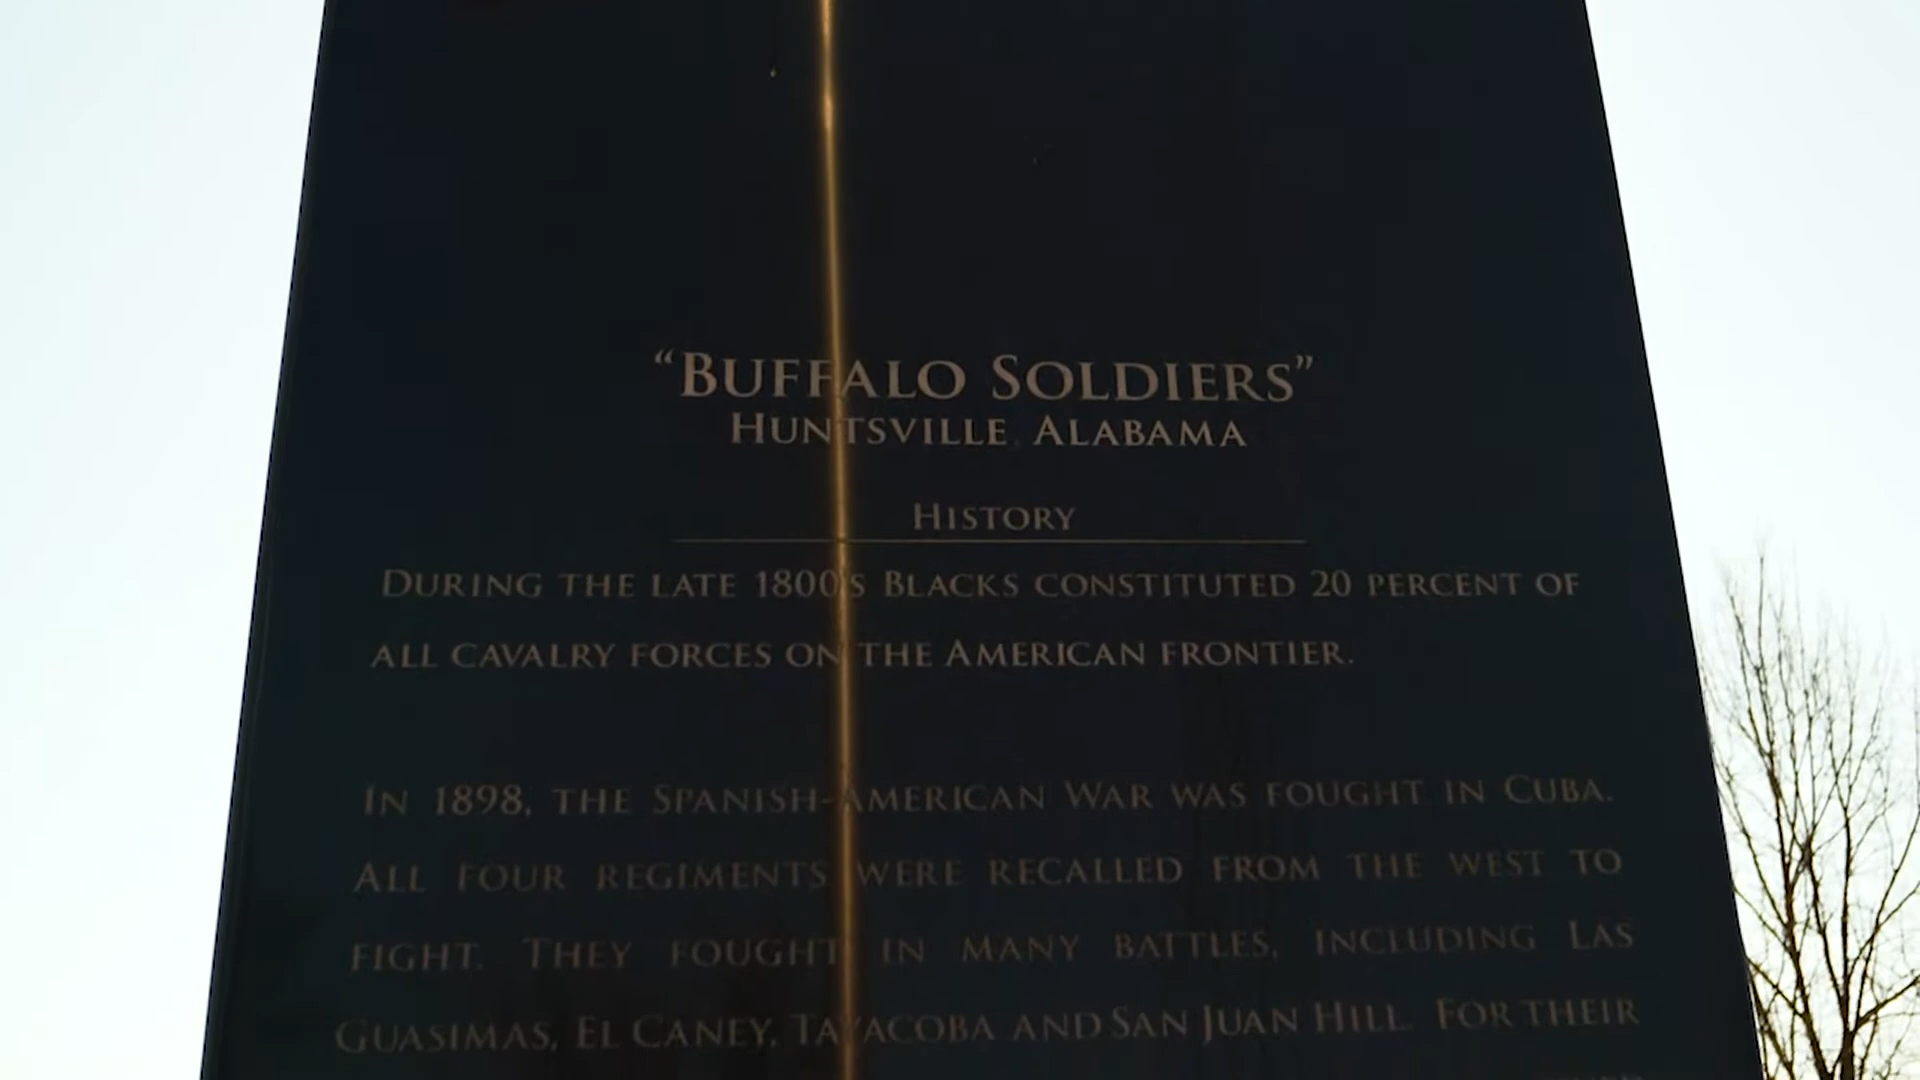 “BUFFALO SOLDIERS”
HUNTSVILLE, ALABAMA
HISTORY
DURING THE LATE 1800'S BLACKS CONSTITUTED 20 PERCENT OF
ALL CAVALRY FORCES ON THE AMERICAN FRONTIER.
IN 1898, THE SPANISH-AMERICAN WAR WAS FOUGHT IN CUBA.
ALL FOUR REGIMENTS WERE RECALLED FROM THE WEST TO
FIGHT. THEY FOUGHT IN MANY BATTLES, INCLUDING LAS
GUASIMAS, EL CANEY, TAYACOBA AND SAN JUAN HILL. FOR THEIR